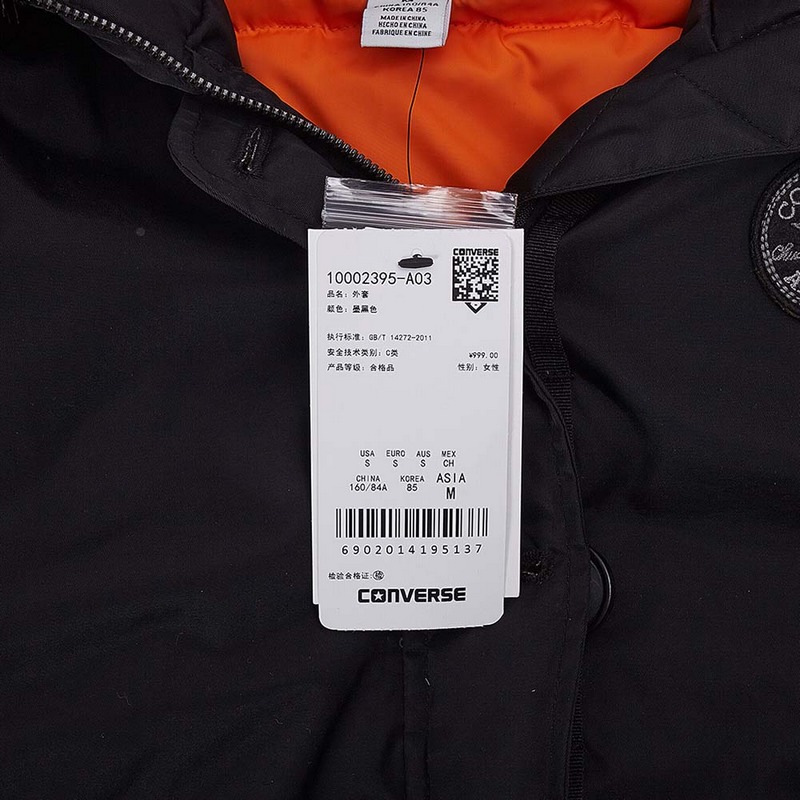 KOREA 85
MADE IN CHINA
HECHO EN CHINA
FABRIQUE EN CHINE
CONVERSE
10002395-A03
品名: 外套
颜色: 墨黑色
执行标准: GB/T 14272-2011
安全技术类别: C类 ¥999.00
产品等级: 合格品 性别: 女性
USA EURO AUS MEX
S S S CH
CHINA KOREA ASIA
160/84A 85 M
6902014195137
检验合格证: 检
CONVERSE